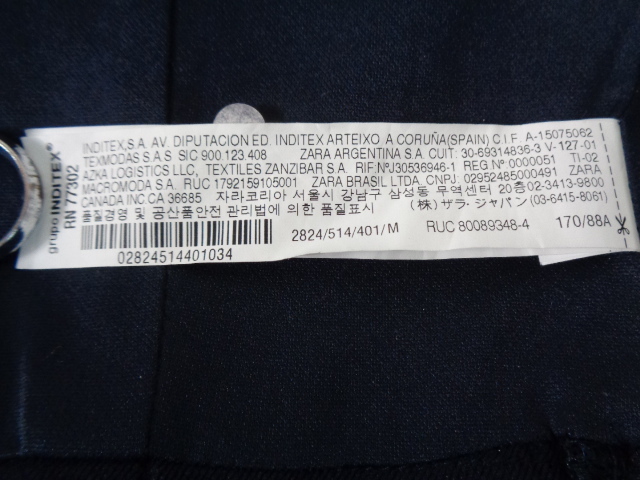 grupo INDITEX®
RN 77302
INDITEX,S.A. AV. DIPUTACION ED. INDITEX ARTEIXO A CORUÑA(SPAIN) C.I.F. A-15075062
TEXMODAS S.A.S SIC 900.123.408 ZARA ARGENTINA S.A CUIT: 30-69314836-3 V-127-01
AZKA LOGISTICS LLC, TEXTILES ZANZIBAR S.A. RIF:NºJ30536946-1 REG.Nº 0000051 TI-02
MACROMODA S.A. RUC 1792159105001 ZARA BRASIL LTDA. CNPJ. 02952485000491 ZARA
CANADA INC.CA 36685 자라코리아 서울시 강남구 삼성동 무역센터 20층02-3413-9800
품질경영 및 공산품안전 관리법에 의한 품질표시 (株) ザラ・ジャパン (03-6415-8061)
2824/514/401/M RUC 80089348-4 170/88A
02824514401034